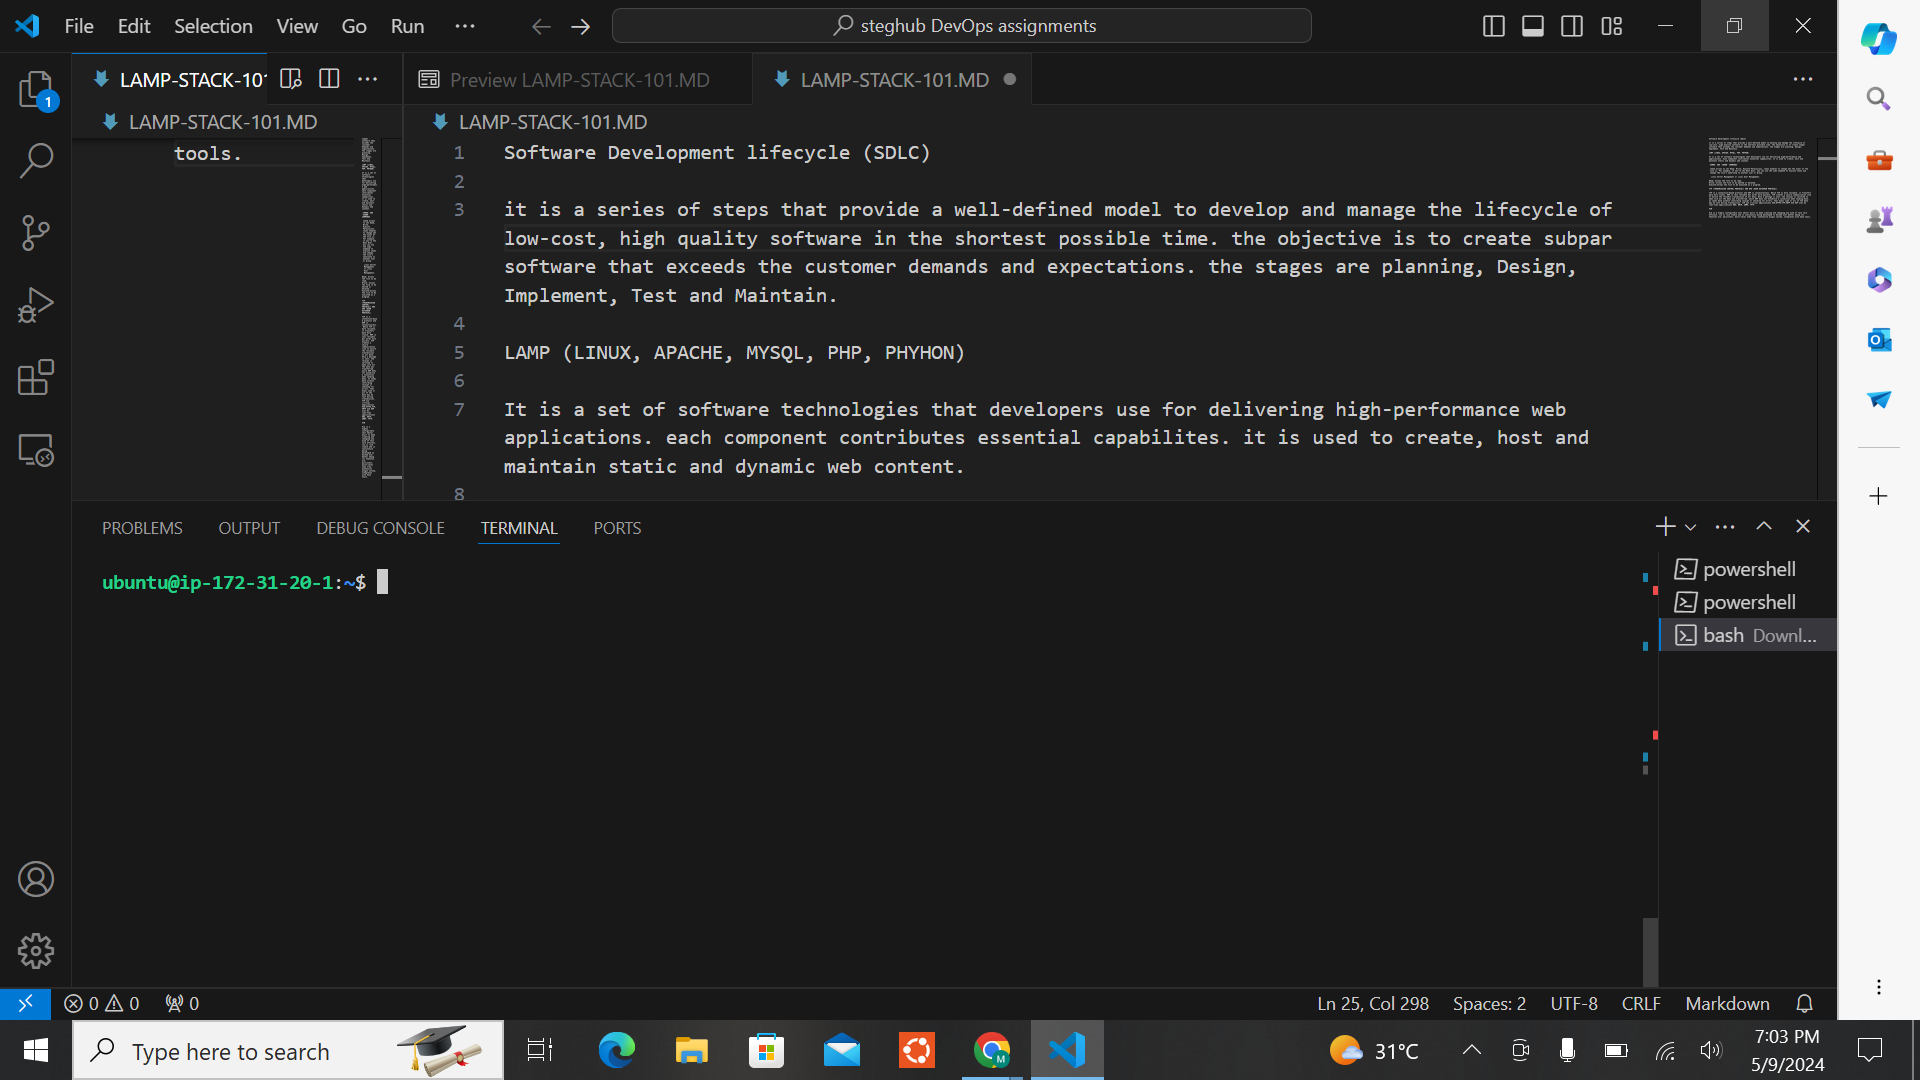 File Edit Selection View Go Run ··· steghub DevOps assignments
LAMP-STACK-101 Preview LAMP-STACK-101.MD LAMP-STACK-101.MD
1
LAMP-STACK-101.MD LAMP-STACK-101.MD
tools.
1 Software Development lifecycle (SDLC)
2
3 it is a series of steps that provide a well-defined model to develop and manage the lifecycle of
low-cost, high quality software in the shortest possible time. the objective is to create subpar
software that exceeds the customer demands and expectations. the stages are planning, Design,
Implement, Test and Maintain.
4
5 LAMP (LINUX, APACHE, MYSQL, PHP, PHYHON)
6
7 It is a set of software technologies that developers use for delivering high-performance web
applications. each component contributes essential capabilites. it is used to create, host and
maintain static and dynamic web content.
8
PROBLEMS OUTPUT DEBUG CONSOLE TERMINAL PORTS
ubuntu@ip-172-31-20-1:~$
powershell
powershell
bash Downl...
0 0 0 Ln 25, Col 298 Spaces: 2 UTF-8 CRLF Markdown
Type here to search
31°C
7:03 PM
5/9/2024